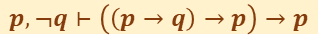 p, ¬q ⊢ ((p → q) → p) → p